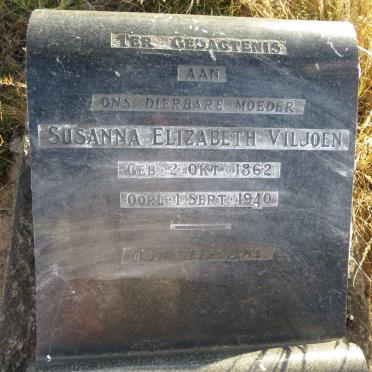 TER GEDAGTENIS
AAN
ONS DIERBARE MOEDER
SUSANNA ELIZABETH VILJOEN
GEB. 2 OKT 1862
OORL. 1 SEPT. 1940